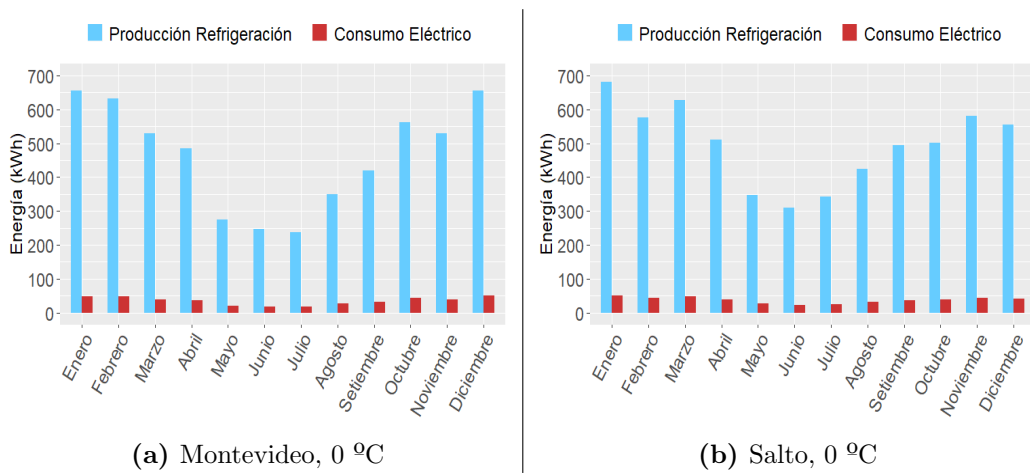 Producción Refrigeración Consumo Eléctrico
Energía (kWh)
700
600
500
400
300
200
100
0
Enero
Febrero
Marzo
Abril
Mayo
Junio
Julio
Agosto
Setiembre
Octubre
Noviembre
Diciembre
(a) Montevideo, 0 ºC
Producción Refrigeración Consumo Eléctrico
Energía (kWh)
700
600
500
400
300
200
100
0
Enero
Febrero
Marzo
Abril
Mayo
Junio
Julio
Agosto
Setiembre
Octubre
Noviembre
Diciembre
(b) Salto, 0 ºC